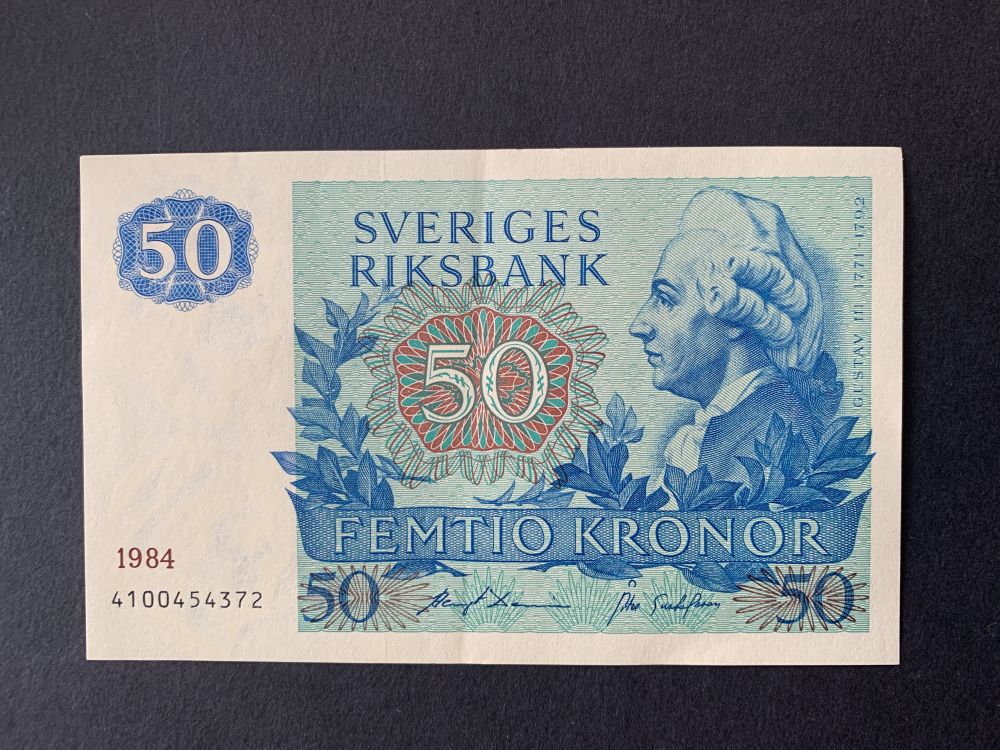 50
SVERIGES
RIKSBANK
50
GUSTAV III 1771-1792
FEMTIO KRONOR
1984
4100454372
50
50